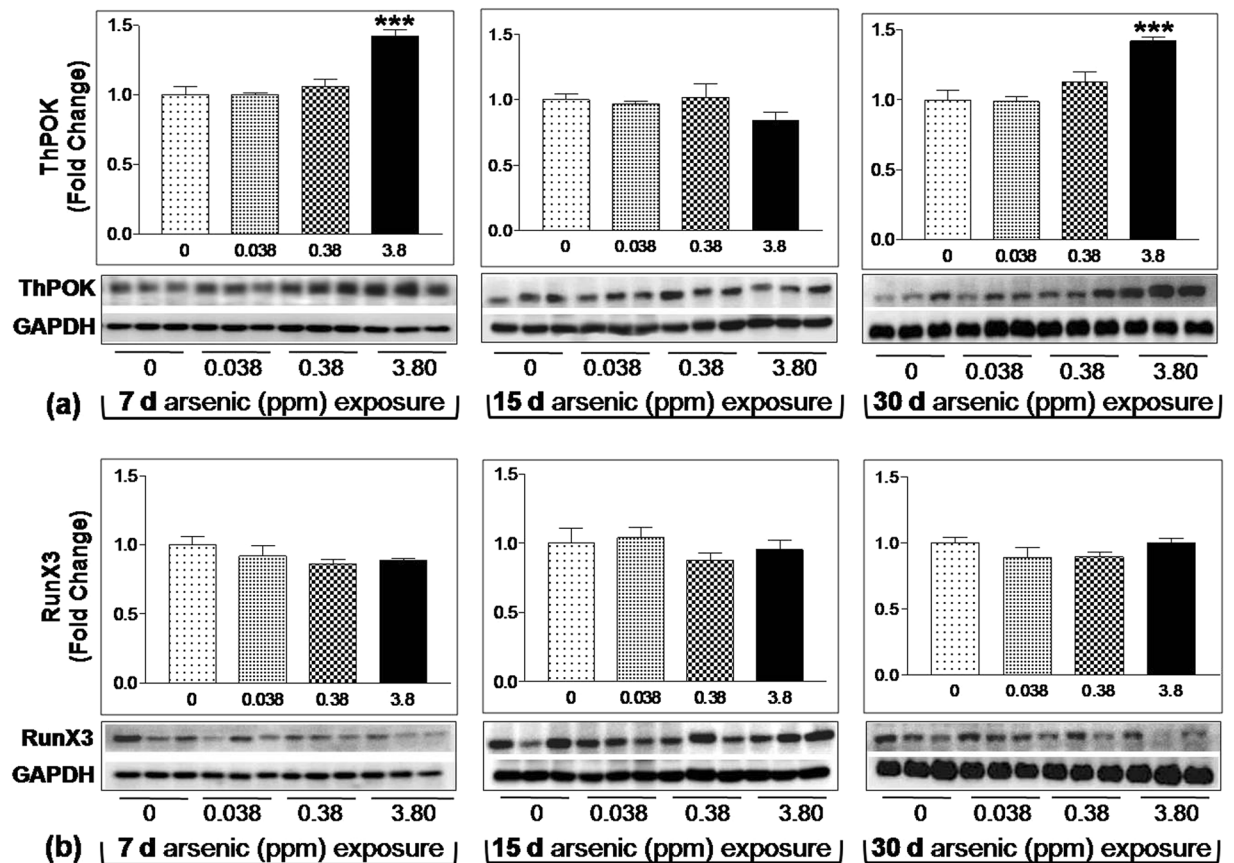 ThPOK
(Fold Change)
1.5
1.0
0.5
0.0
***
0 0.038 0.38 3.8
1.5
1.0
0.5
0.0
0 0.038 0.38 3.8
1.5
1.0
0.5
0.0
***
0 0.038 0.38 3.8
ThPOK
GAPDH
0 0.038 0.38 3.80
0 0.038 0.38 3.80
0 0.038 0.38 3.80
(a) 7 d arsenic (ppm) exposure
15 d arsenic (ppm) exposure
30 d arsenic (ppm) exposure
RunX3
(Fold Change)
1.5
1.0
0.5
0.0
0 0.038 0.38 3.8
1.5
1.0
0.5
0.0
0 0.038 0.38 3.8
1.5
1.0
0.5
0.0
0 0.038 0.38 3.8
RunX3
GAPDH
0 0.038 0.38 3.80
0 0.038 0.38 3.80
0 0.038 0.38 3.80
(b) 7 d arsenic (ppm) exposure
15 d arsenic (ppm) exposure
30 d arsenic (ppm) exposure